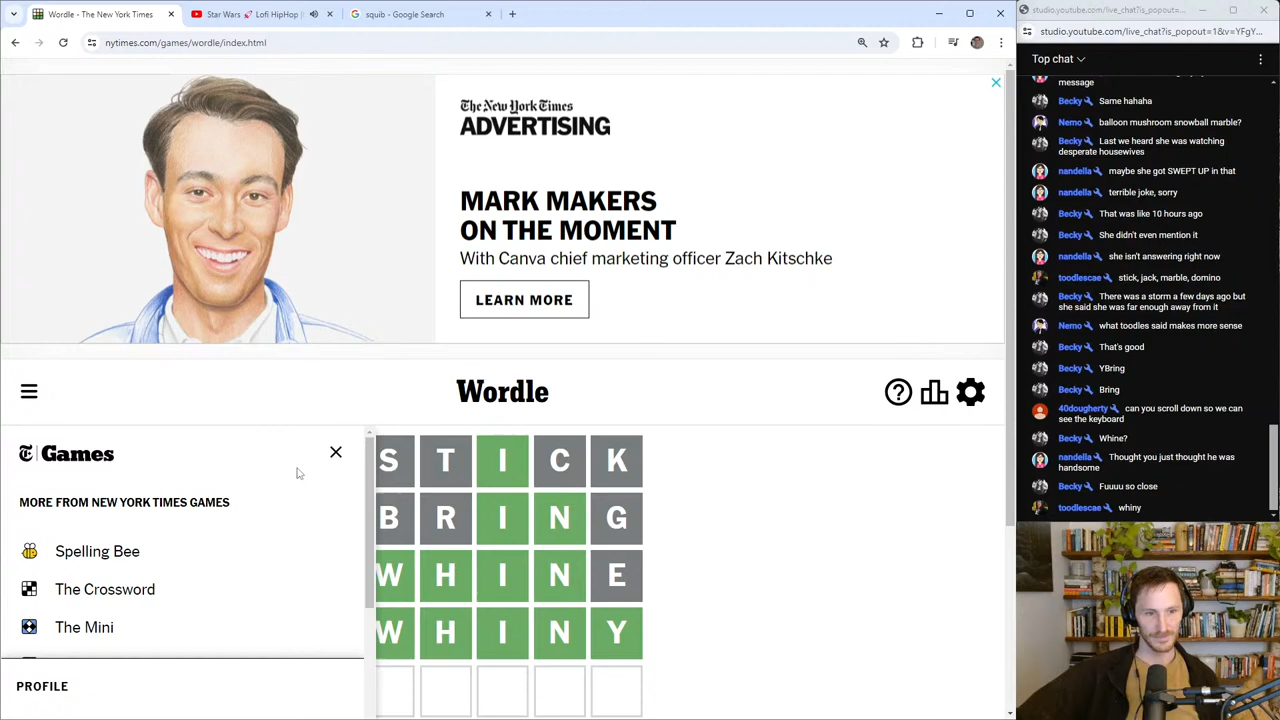 Wordle - The New York Times
Star Wars 🚀 Lofi HipHop |
squib - Google Search
nytimes.com/games/wordle/index.html
The New York Times
ADVERTISING
MARK MAKERS
ON THE MOMENT
With Canva chief marketing officer Zach Kitschke
LEARN MORE
Wordle
Games
MORE FROM NEW YORK TIMES GAMES
Spelling Bee
The Crossword
The Mini
PROFILE
S T I C K
B R I N G
W H I N E
W H I N Y
studio.youtube.com/live_chat?is_popout=...
studio.youtube.com/live_chat?is_popout=1&v=YFgY...
Top chat
message
Becky Same hahaha
Nemo balloon mushroom snowball marble?
Becky Last we heard she was watching
desperate housewives
nandella maybe she got SWEPT UP in that
nandella terrible joke, sorry
Becky That was like 10 hours ago
Becky She didn't even mention it
nandella she isn't answering right now
toodlescae stick, jack, marble, domino
Becky There was a storm a few days ago but
she said she was far enough away from it
Nemo what toodles said makes more sense
Becky That's good
Becky YBring
Becky Bring
40dougherty can you scroll down so we can
see the keyboard
Becky Whine?
nandella Thought you just thought he was
handsome
Becky Fuuuu so close
toodlescae whiny